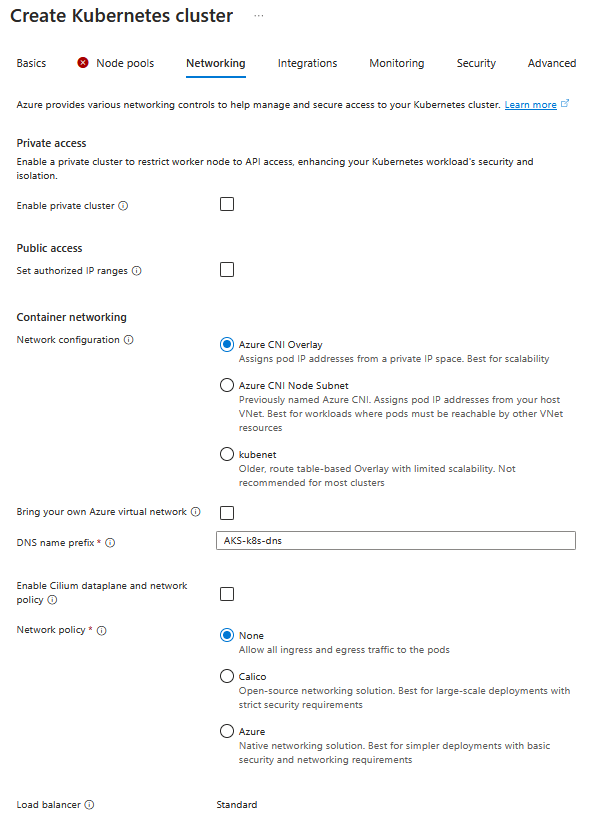 Create Kubernetes cluster ...
Basics Node pools Networking Integrations Monitoring Security Advanced
Azure provides various networking controls to help manage and secure access to your Kubernetes cluster. Learn more
Private access
Enable a private cluster to restrict worker node to API access, enhancing your Kubernetes workload's security and
isolation.
Enable private cluster
Public access
Set authorized IP ranges
Container networking
Network configuration
Azure CNI Overlay
Assigns pod IP addresses from a private IP space. Best for scalability
Azure CNI Node Subnet
Previously named Azure CNI. Assigns pod IP addresses from your host
VNet. Best for workloads where pods must be reachable by other VNet
resources
kubenet
Older, route table-based Overlay with limited scalability. Not
recommended for most clusters
Bring your own Azure virtual network
DNS name prefix *
AKS-k8s-dns
Enable Cilium dataplane and network
policy
Network policy *
None
Allow all ingress and egress traffic to the pods
Calico
Open-source networking solution. Best for large-scale deployments with
strict security requirements
Azure
Native networking solution. Best for simpler deployments with basic
security and networking requirements
Load balancer
Standard